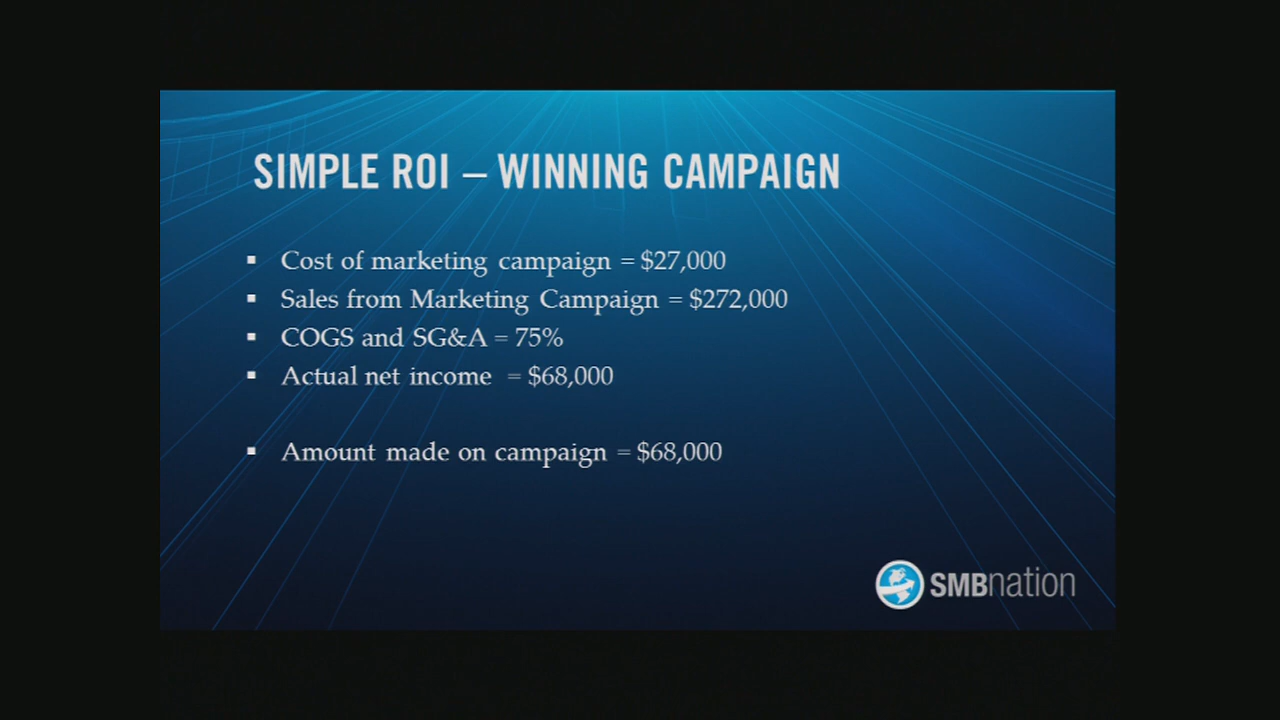 SIMPLE ROI – WINNING CAMPAIGN
▪ Cost of marketing campaign = $27,000
▪ Sales from Marketing Campaign = $272,000
▪ COGS and SG&A = 75%
▪ Actual net income = $68,000
▪ Amount made on campaign = $68,000
SMBnation